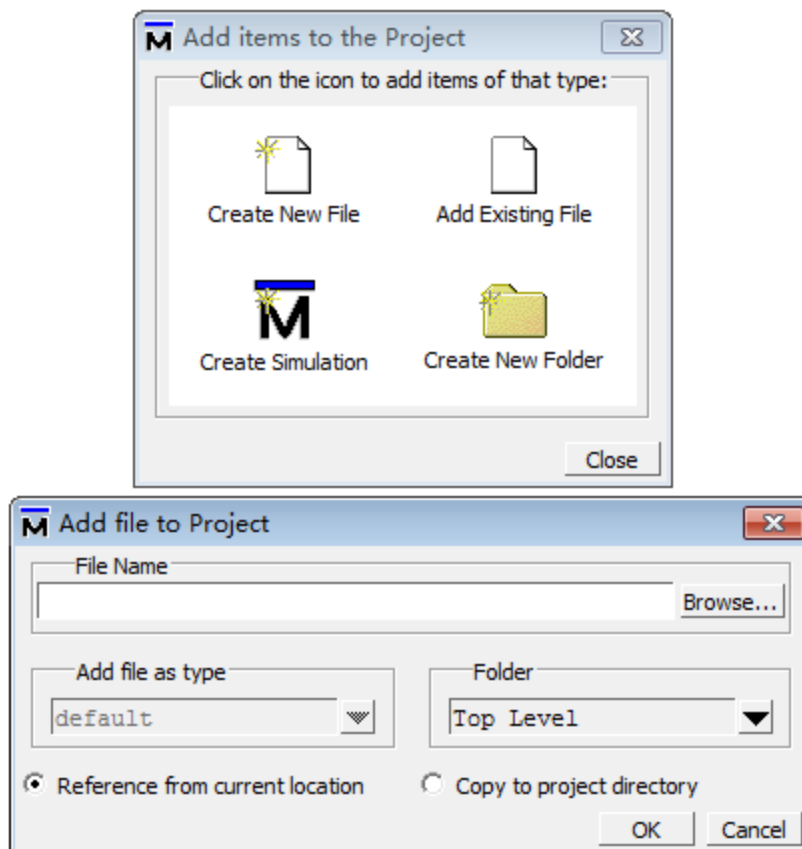 Add items to the Project
Click on the icon to add items of that type:
Create New File Add Existing File
Create Simulation Create New Folder
Close
Add file to Project
File Name
Browse...
Add file as type Folder
default Top Level
Reference from current location Copy to project directory
OK Cancel